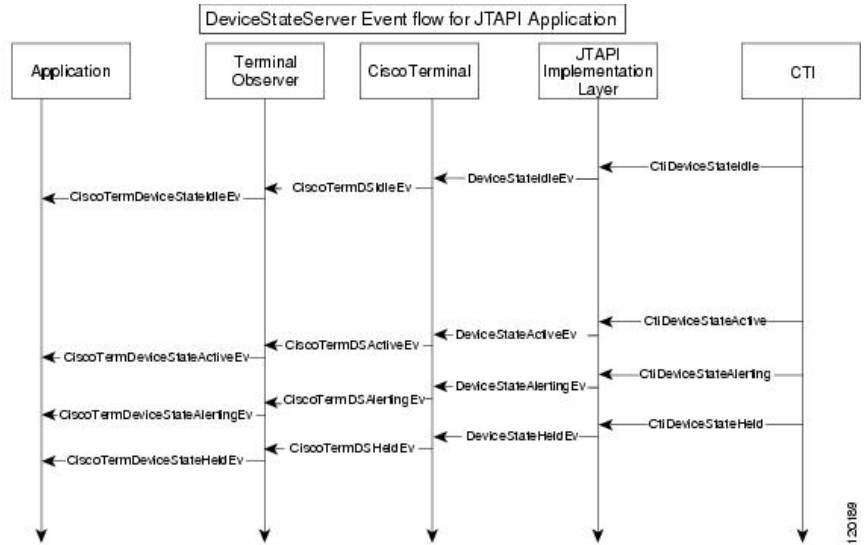 DeviceStateServer Event flow for JTAPI Application
Application
Terminal
Observer
CiscoTerminal
JTAPI
Implementation
Layer
CTI
CtiDeviceStateIdle
DeviceStateIdleEv
CiscoTermDSIdleEv
CiscoTermDeviceStateIdleEv
CtiDeviceStateActive
DeviceStateActiveEv
CiscoTermDSActiveEv
CiscoTermDeviceStateActiveEv
CtiDeviceStateAlerting
DeviceStateAlertingEv
CiscoTermDSAlertingEv
CiscoTermDeviceStateAlertingEv
CtiDeviceStateHeld
DeviceStateHeldEv
CiscoTermDSHeldEv
CiscoTermDeviceStateHeldEv
120189